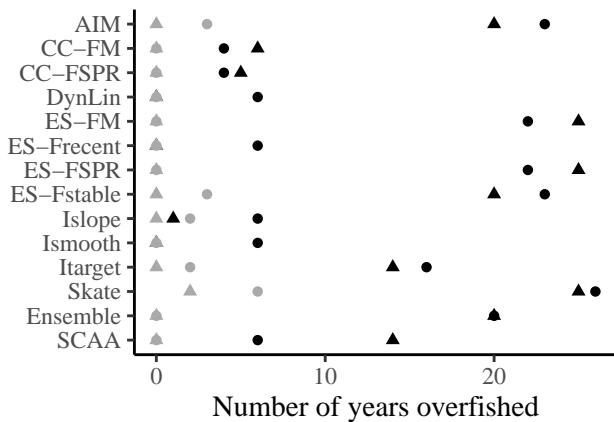 AIM
CC−FM
CC−FSPR
DynLin
ES−FM
ES−Frecent
ES−FSPR
ES−Fstable
Islope
Ismooth
Itarget
Skate
Ensemble
SCAA
0 10 20
Number of years overfished